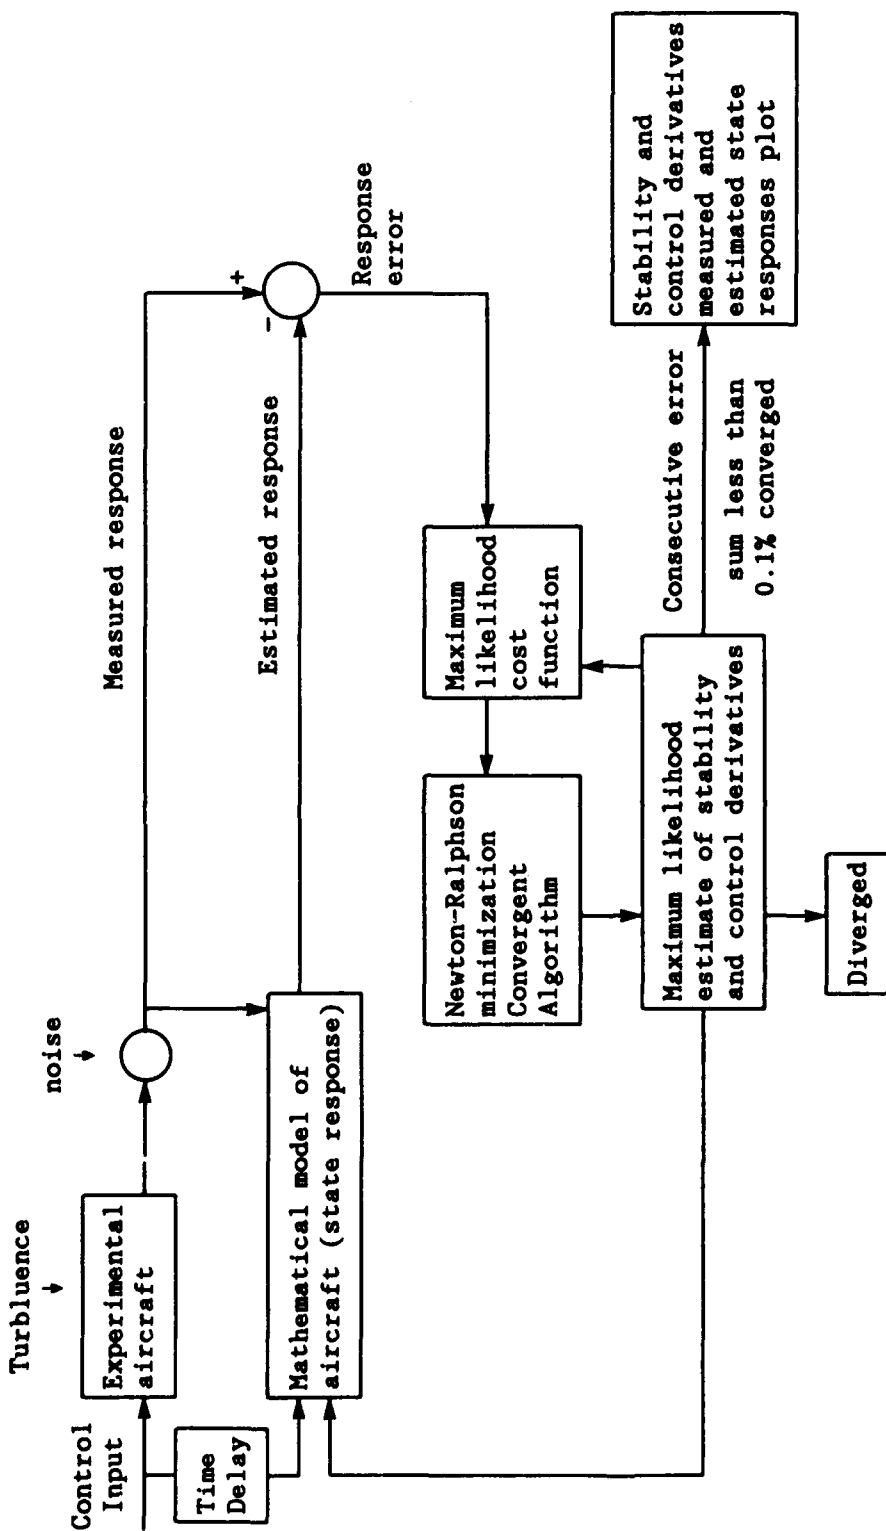 Turbluence
noise
Control
Input
Experimental
aircraft
Measured response
Time
Delay
Mathematical model of
aircraft (state response)
Estimated response
+
-
Response
error
Newton-Ralphson
minimization
Convergent
Algorithm
Maximum
likelihood
cost
function
Maximum likelihood
estimate of stability
and control derivatives
Consecutive error
sum less than
0.1% converged
Stability and
control derivatives
measured and
estimated state
responses plot
Diverged